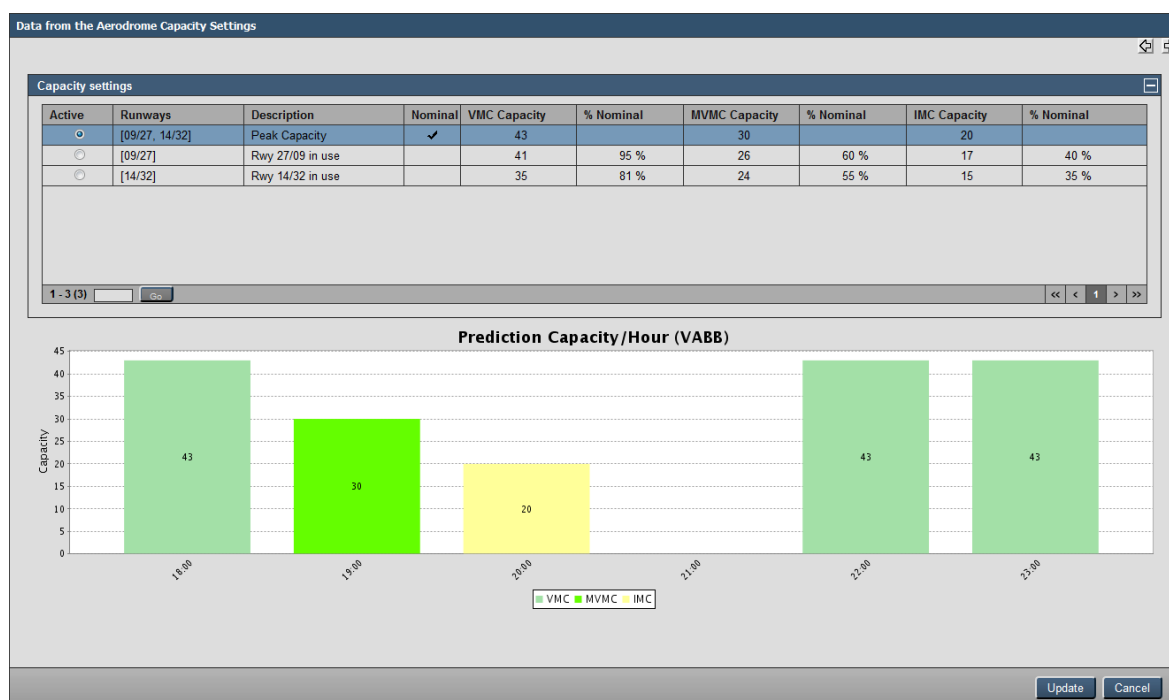 Data from the Aerodrome Capacity Settings
Capacity settings
Active Runways Description Nominal VMC Capacity % Nominal MVMC Capacity % Nominal IMC Capacity % Nominal
[09/27, 14/32] Peak Capacity ✓ 43 30 20
[09/27] Rwy 27/09 in use 41 95 % 26 60 % 17 40 %
[14/32] Rwy 14/32 in use 35 81 % 24 55 % 15 35 %
1 - 3 (3) Go << < 1 > >>
Prediction Capacity/Hour (VABB)
Capacity
45
40
35
30
25
20
15
10
5
0
43 30 20 43 43
18:00 19:00 20:00 21:00 22:00 23:00
VMC MVMC IMC
Update Cancel